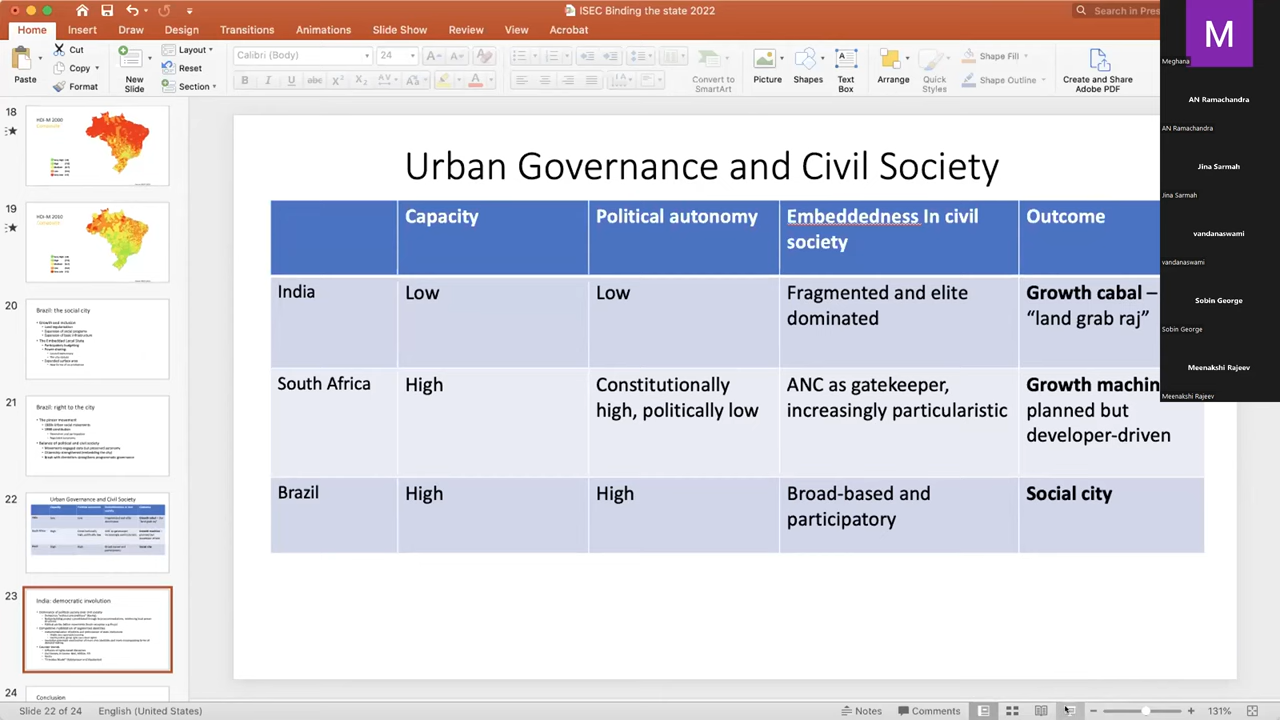 ISEC Binding the state 2022
Search in Pres
Home Insert Draw Design Transitions Animations Slide Show Review View Acrobat
Paste
Cut
Copy
Format
New Slide
Layout
Reset
Section
Calibri (Body) 24
Convert to SmartArt
Picture
Shapes
Text Box
Arrange
Quick Styles
Shape Fill
Shape Outline
Create and Share Adobe PDF
M
Meghana
AN Ramachandra
AN Ramachandra
Jina Sarmah
Jina Sarmah
vandanaswami
vandanaswami
Sobin George
Sobin George
Meenakshi Rajeev
Meenakshi Rajeev
18
HDI-M 2000
19
HDI-M 2010
20
Brazil: the social city
21
Brazil: right to the city
22
Urban Governance and Civil Society
23
India: democratic involution
24
Conclusion
Urban Governance and Civil Society
Capacity
Political autonomy
Embeddedness In civil society
Outcome
India
Low
Low
Fragmented and elite dominated
Growth cabal –
“land grab raj”
South Africa
High
Constitutionally high, politically low
ANC as gatekeeper, increasingly particularistic
Growth machin
planned but
developer-driven
Brazil
High
High
Broad-based and participatory
Social city
Slide 22 of 24 English (United States)
Notes Comments 131%